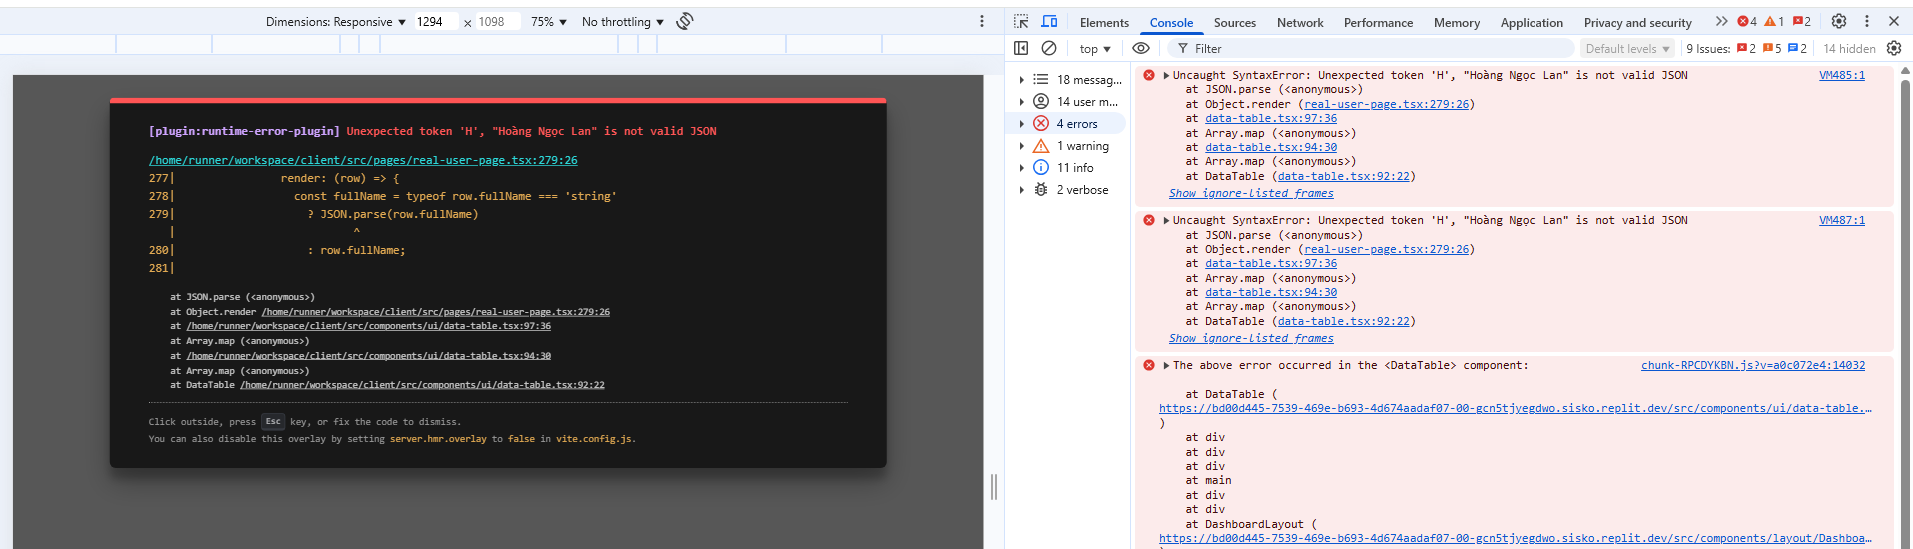 Dimensions: Responsive ▼ 1294 × 1098 75% ▼ No throttling ▼
[plugin:runtime-error-plugin] Unexpected token 'H', "Hoàng Ngọc Lan" is not valid JSON
/home/runner/workspace/client/src/pages/real-user-page.tsx:279:26
277| render: (row) => {
278| const fullName = typeof row.fullName === 'string'
279| ? JSON.parse(row.fullName)
| ^
280| : row.fullName;
281|
at JSON.parse (<anonymous>)
at Object.render /home/runner/workspace/client/src/pages/real-user-page.tsx:279:26
at /home/runner/workspace/client/src/components/ui/data-table.tsx:97:36
at Array.map (<anonymous>)
at /home/runner/workspace/client/src/components/ui/data-table.tsx:94:30
at Array.map (<anonymous>)
at DataTable /home/runner/workspace/client/src/components/ui/data-table.tsx:92:22
Click outside, press Esc key, or fix the code to dismiss.
You can also disable this overlay by setting server.hmr.overlay to false in vite.config.js.
Elements Console Sources Network Performance Memory Application Privacy and security 4 1 2
top ▼ Filter Default levels ▼ 9 Issues: 2 5 2 14 hidden
18 messag...
14 user m...
4 errors
1 warning
11 info
2 verbose
Uncaught SyntaxError: Unexpected token 'H', "Hoàng Ngọc Lan" is not valid JSON VM485:1
at JSON.parse (<anonymous>)
at Object.render (real-user-page.tsx:279:26)
at data-table.tsx:97:36
at Array.map (<anonymous>)
at data-table.tsx:94:30
at Array.map (<anonymous>)
at DataTable (data-table.tsx:92:22)
Show ignore-listed frames
Uncaught SyntaxError: Unexpected token 'H', "Hoàng Ngọc Lan" is not valid JSON VM487:1
at JSON.parse (<anonymous>)
at Object.render (real-user-page.tsx:279:26)
at data-table.tsx:97:36
at Array.map (<anonymous>)
at data-table.tsx:94:30
at Array.map (<anonymous>)
at DataTable (data-table.tsx:92:22)
Show ignore-listed frames
The above error occurred in the <DataTable> component: chunk-RPCDYKBN.js?v=a0c072e4:14032
at DataTable (
https://bd00d445-7539-469e-b693-4d674aadaf07-00-gcn5tjyegdwo.sisko.replit.dev/src/components/ui/data-table.…
)
at div
at div
at div
at main
at div
at div
at DashboardLayout (
https://bd00d445-7539-469e-b693-4d674aadaf07-00-gcn5tjyegdwo.sisko.replit.dev/src/components/layout/Dashboa…